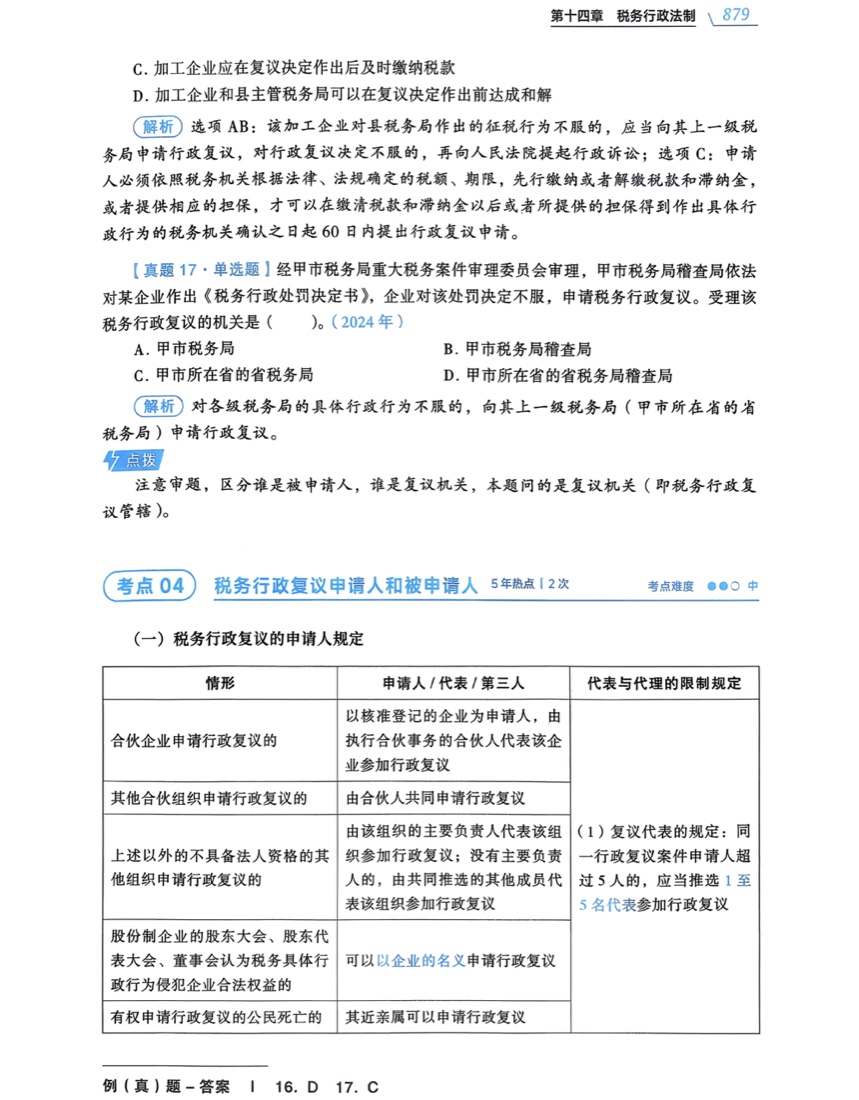 第十四章 税务行政法制 879
C. 加工企业应在复议决定作出后及时缴纳税款
D. 加工企业和县主管税务局可以在复议决定作出前达成和解
解析 选项 AB：该加工企业对县税务局作出的征税行为不服的，应当向其上一级税
务局申请行政复议，对行政复议决定不服的，再向人民法院提起行政诉讼；选项 C：申请
人必须依照税务机关根据法律、法规确定的税额、期限，先行缴纳或者解缴税款和滞纳金，
或者提供相应的担保，才可以在缴清税款和滞纳金以后或者所提供的担保得到作出具体行
政行为的税务机关确认之日起 60 日内提出行政复议申请。
【真题 17·单选题】经甲市税务局重大税务案件审理委员会审理，甲市税务局稽查局依法
对某企业作出《税务行政处罚决定书》，企业对该处罚决定不服，申请税务行政复议。受理该
税务行政复议的机关是（ ）。（2024 年）
A. 甲市税务局 B. 甲市税务局稽查局
C. 甲市所在省的省税务局 D. 甲市所在省的省税务局稽查局
解析 对各级税务局的具体行政行为不服的，向其上一级税务局（甲市所在省的省
税务局）申请行政复议。
点拨
注意审题，区分谁是被申请人，谁是复议机关，本题问的是复议机关（即税务行政复
议管辖）。
考点 04 税务行政复议申请人和被申请人 5年热点｜2次 考点难度 中
（一）税务行政复议的申请人规定
情形 申请人/代表/第三人 代表与代理的限制规定
合伙企业申请行政复议的
以核准登记的企业为申请人，由
执行合伙事务的合伙人代表该企
业参加行政复议
其他合伙组织申请行政复议的 由合伙人共同申请行政复议
上述以外的不具备法人资格的其
他组织申请行政复议的
由该组织的主要负责人代表该组
织参加行政复议；没有主要负责
人的，由共同推选的其他成员代
表该组织参加行政复议
股份制企业的股东大会、股东代
表大会、董事会认为税务具体行
政行为侵犯企业合法权益的
可以以企业的名义申请行政复议
有权申请行政复议的公民死亡的 其近亲属可以申请行政复议
（1）复议代表的规定：同
一行政复议案件申请人超
过 5 人的，应当推选 1 至
5 名代表参加行政复议
例（真）题－答案 | 16. D 17. C